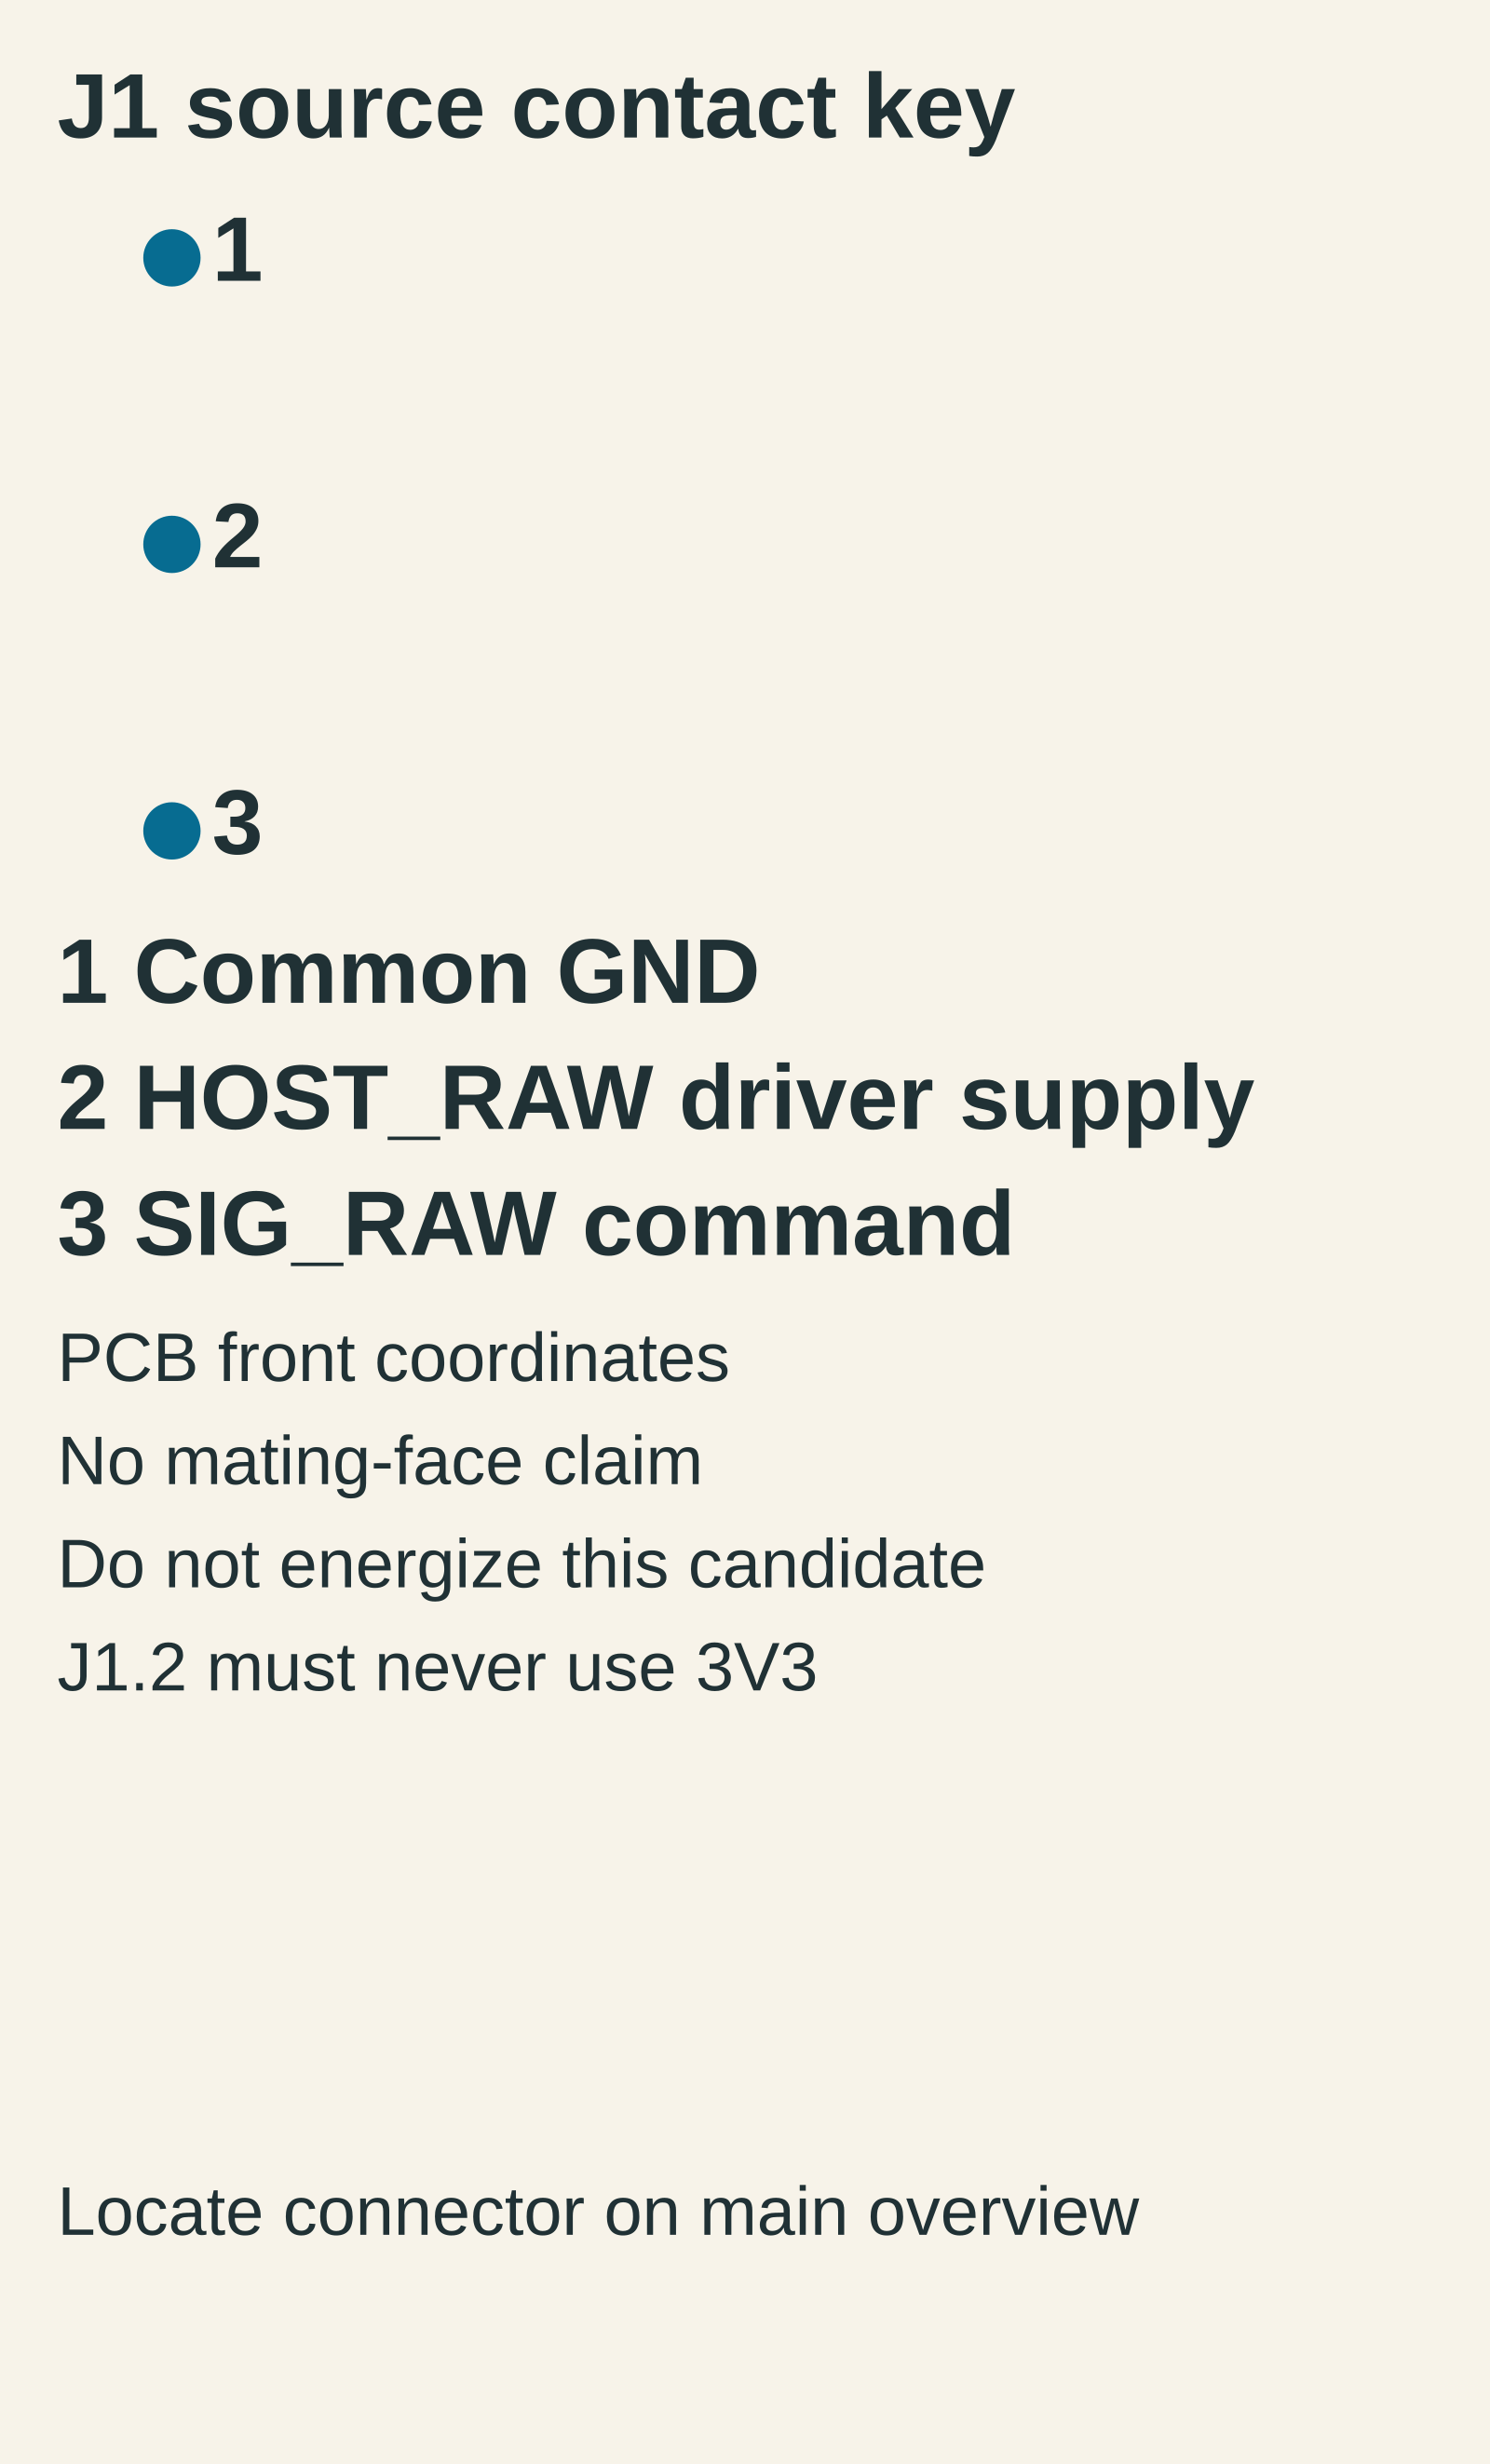 J1 source contact key
1
2
3
1 Common GND
2 HOST_RAW driver supply
3 SIG_RAW command
PCB front coordinates
No mating-face claim
Do not energize this candidate
J1.2 must never use 3V3
Locate connector on main overview